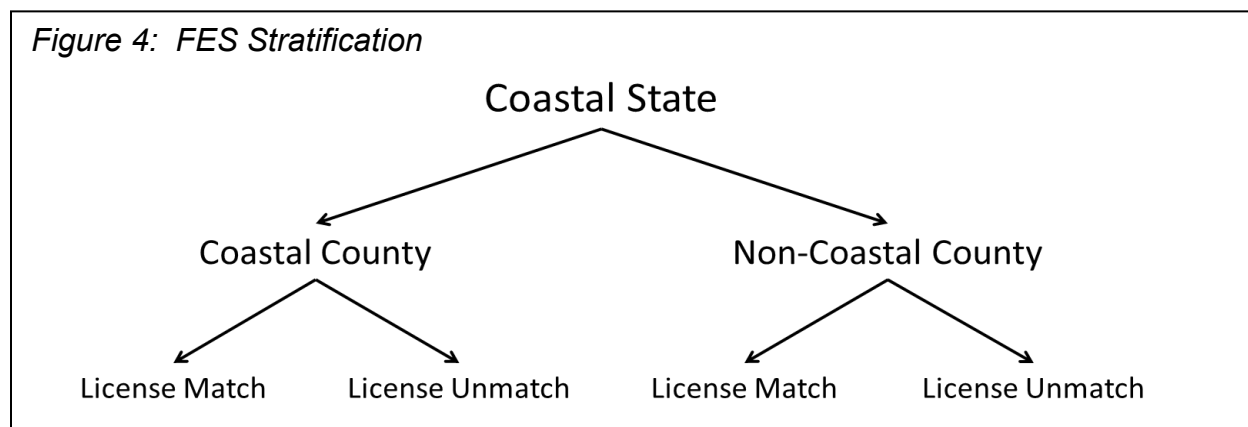 Figure 4:  FES Stratification
Coastal State
Coastal County Non-Coastal County
License Match License Unmatch License Match License Unmatch